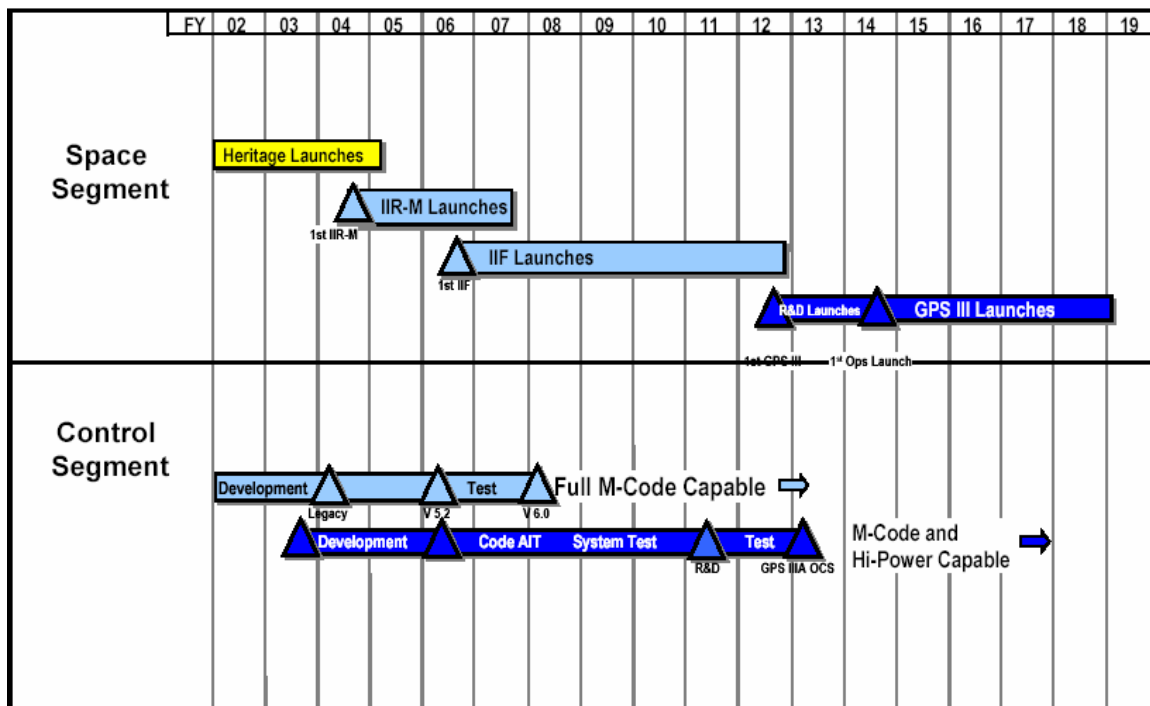 FY 02 03 04 05 06 07 08 09 10 11 12 13 14 15 16 17 18 19
Space
Segment
Heritage Launches
IIR-M Launches
1st IIR-M
IIF Launches
1st IIF
R&D Launches
GPS III Launches
1st GPS III
1st Ops Launch
Control
Segment
Development
Test
Full M-Code Capable
Legacy
V 5.2
V 6.0
Development
Code AIT
System Test
Test
R&D
GPS IIIA OCS
M-Code and
Hi-Power Capable